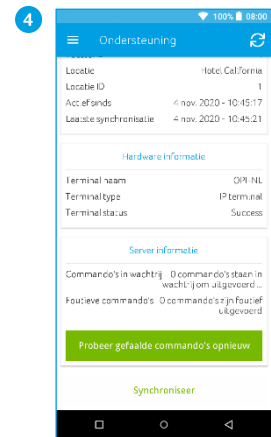 4
100% 08:00
Ondersteuning
Locatie Hotel California
Locatie ID 1
Actief sinds 4 nov. 2020 - 10:45:17
Laatste synchronisatie 4 nov. 2020 - 10:45:21
Hardware informatie
Terminal naam OPI-NL
Terminal type IP terminal
Terminal status Success
Server informatie
Commando's in wachtrij 0 commando's staan in
wachtrij om uitgevoerd ...
Foutieve commando's 0 commando's zijn foutief
uitgevoerd
Probeer gefaalde commando's opnieuw
Synchroniseer